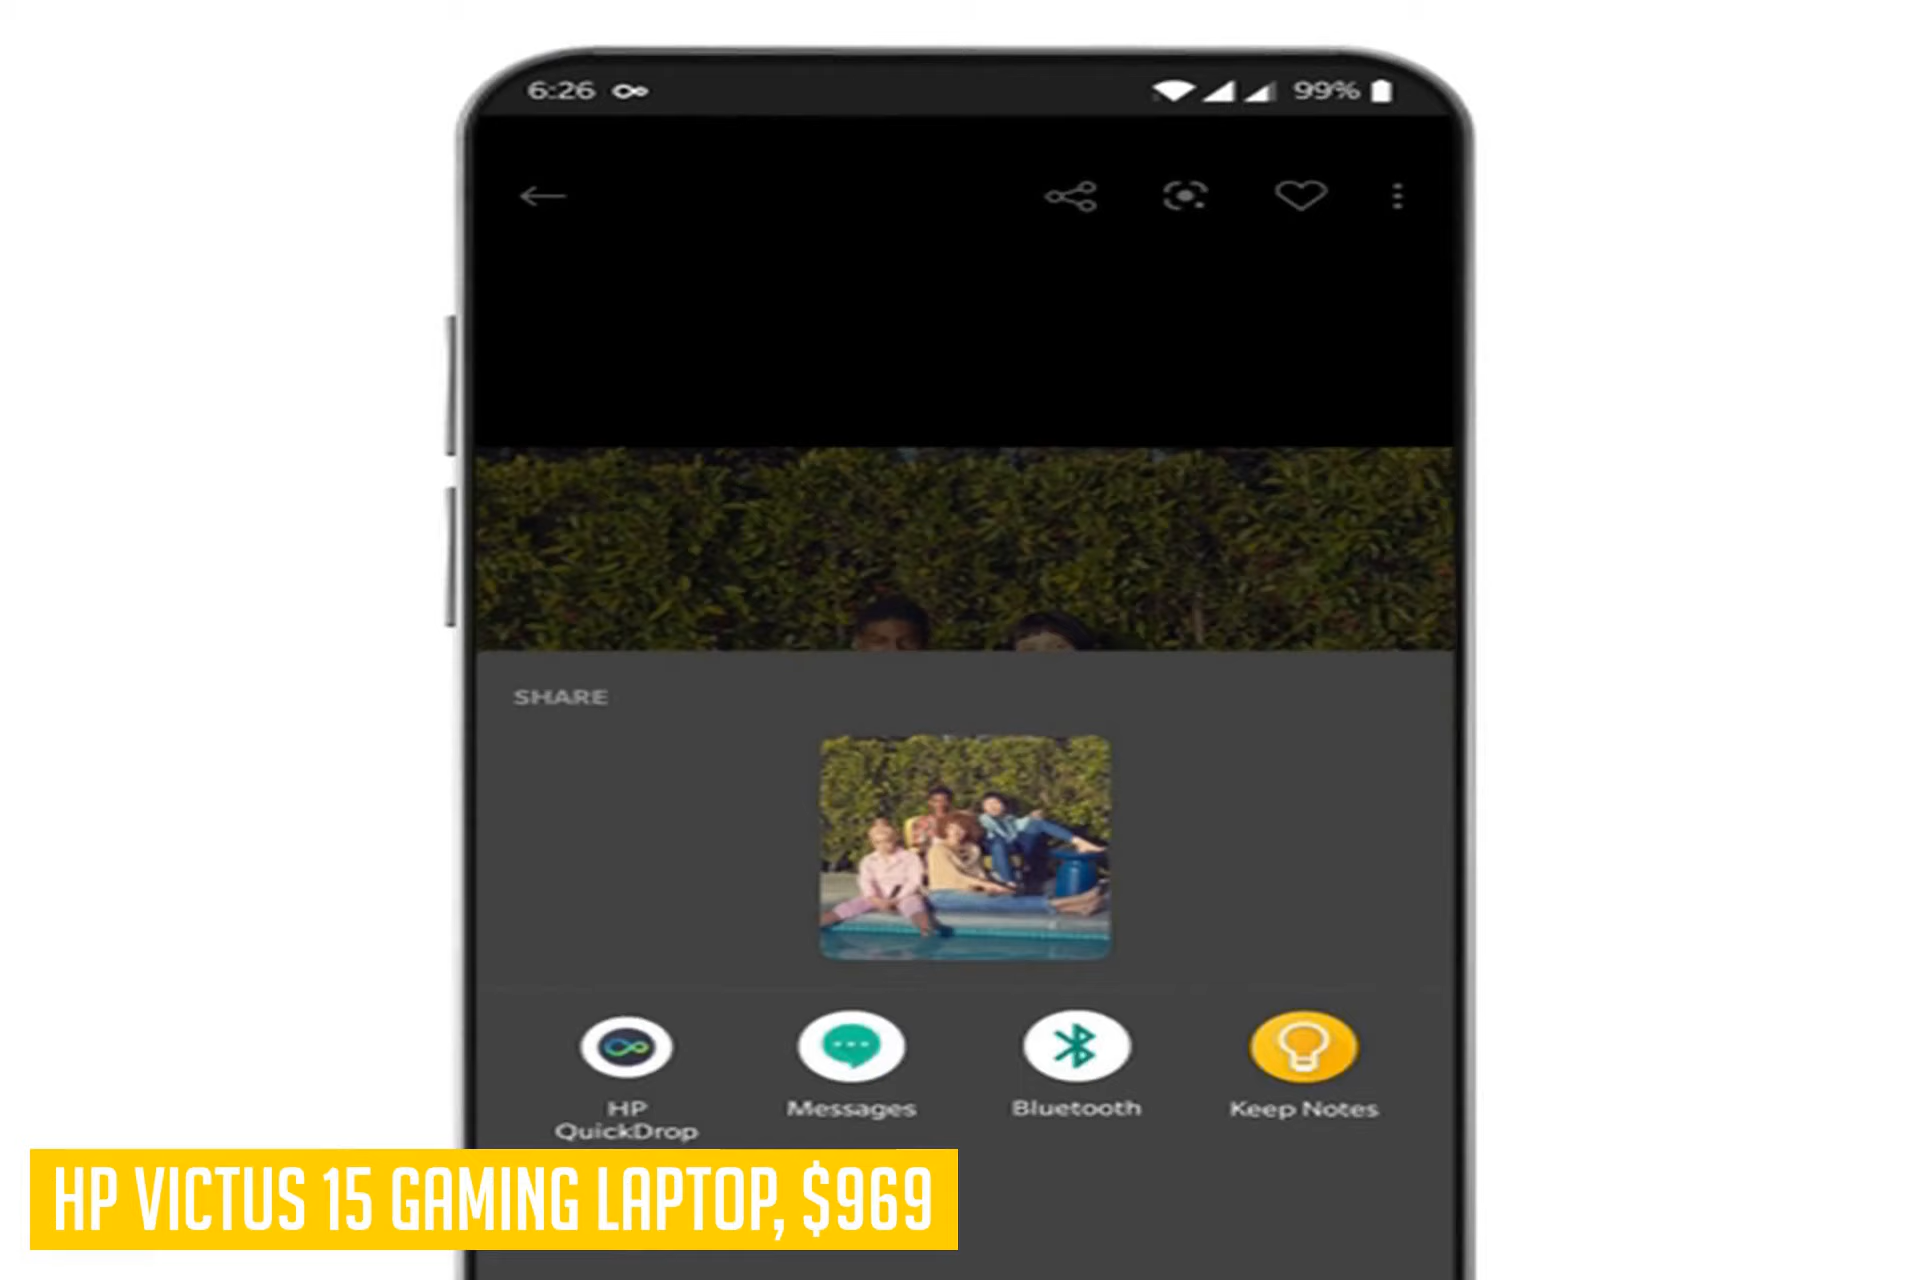 6:26
99%
SHARE
HP
QuickDrop
Messages
Bluetooth
Keep Notes
HP VICTUS 15 GAMING LAPTOP, $969